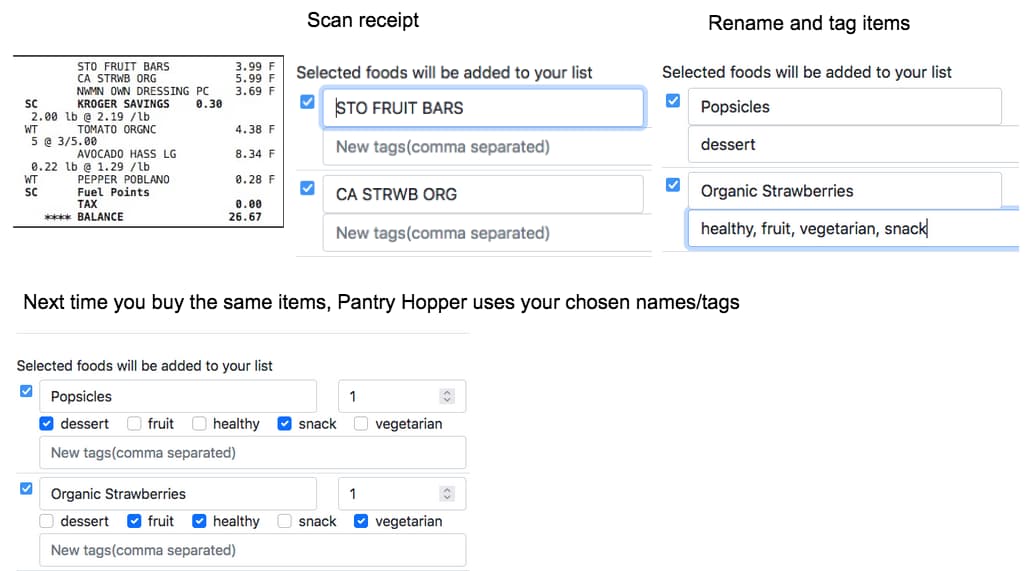 Scan receipt
Rename and tag items
STO FRUIT BARS 3.99 F
CA STRWB ORG 5.99 F
NWMN OWN DRESSING PC 3.69 F
SC KROGER SAVINGS 0.30
2.00 lb @ 2.19 /lb
WT TOMATO ORGNC 4.38 F
5 @ 3/5.00
AVOCADO HASS LG 8.34 F
0.22 lb @ 1.29 /lb
WT PEPPER POBLANO 0.28 F
SC Fuel Points
TAX 0.00
**** BALANCE 26.67
Selected foods will be added to your list
STO FRUIT BARS
New tags(comma separated)
CA STRWB ORG
New tags(comma separated)
Selected foods will be added to your list
Popsicles
dessert
Organic Strawberries
healthy, fruit, vegetarian, snack
Next time you buy the same items, Pantry Hopper uses your chosen names/tags
Selected foods will be added to your list
Popsicles 1
dessert fruit healthy snack vegetarian
New tags(comma separated)
Organic Strawberries 1
dessert fruit healthy snack vegetarian
New tags(comma separated)